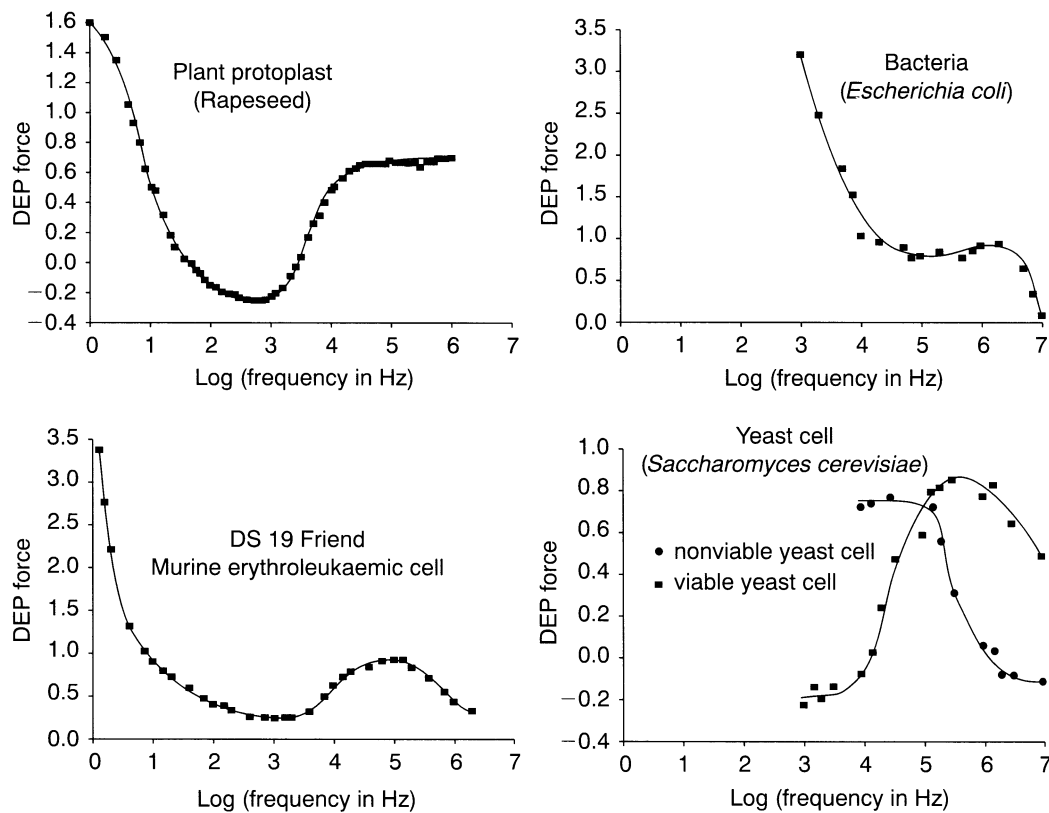 1.6
1.4
1.2
1.0
0.8
0.6
0.4
0.2
0.0
−0.2
−0.4
DEP force
Plant protoplast
(Rapeseed)
0 1 2 3 4 5 6 7
Log (frequency in Hz)
3.5
3.0
2.5
2.0
1.5
1.0
0.5
0.0
DEP force
Bacteria
(Escherichia coli)
0 1 2 3 4 5 6 7
Log (frequency in Hz)
3.5
3.0
2.5
2.0
1.5
1.0
0.5
0.0
DEP force
DS 19 Friend
Murine erythroleukaemic cell
0 1 2 3 4 5 6 7
Log (frequency in Hz)
1.0
0.8
0.6
0.4
0.2
0.0
−0.2
−0.4
DEP force
Yeast cell
(Saccharomyces cerevisiae)
nonviable yeast cell
viable yeast cell
0 1 2 3 4 5 6 7
Log (frequency in Hz)